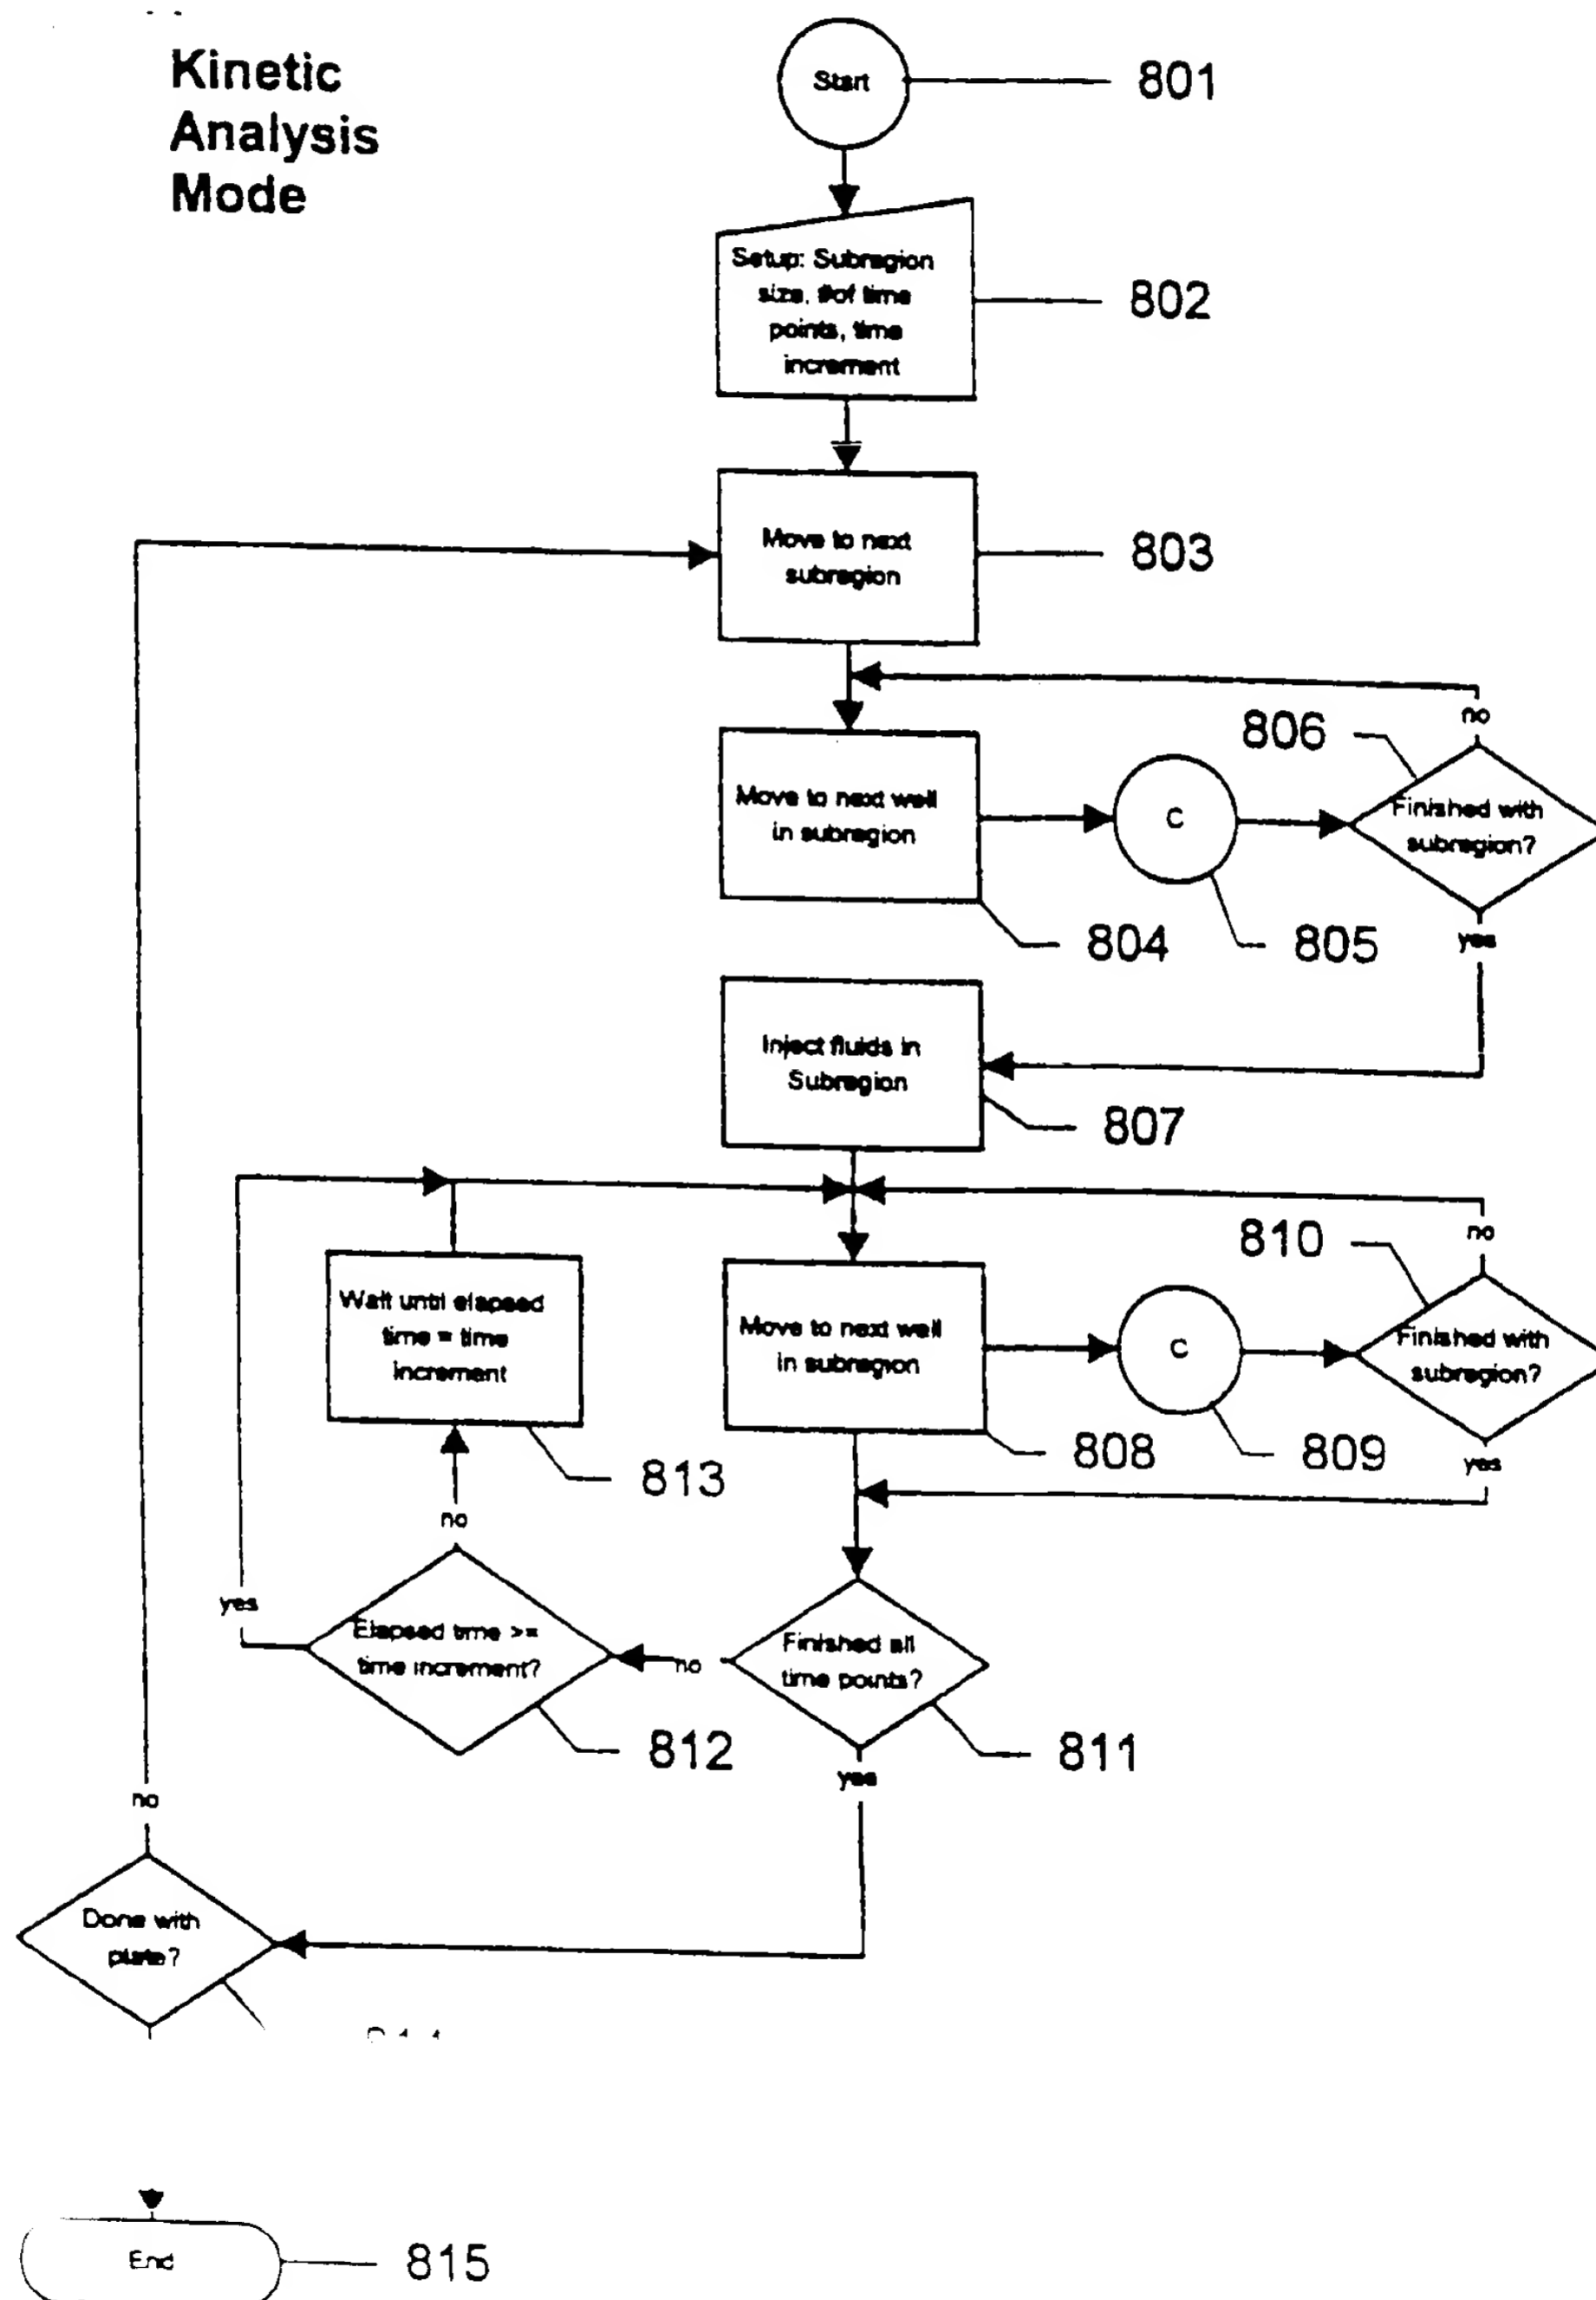 Kinetic
Analysis
Mode
Start
801
Setup: Subregion
size, #of time
points, time
increment
802
Move to next
subregion
803
no
806
Move to next well
in subregion
C
Finished with
subregion?
804
805
yes
Inject fluids in
Subregion
807
810
no
Wait until elapsed
time = time
increment
Move to next well
in subregion
C
Finished with
subregion?
813
808
809
yes
no
yes
Elapsed time >=
time increment?
no
Finished all
time points?
812
811
yes
no
Done with
plate?
End
815